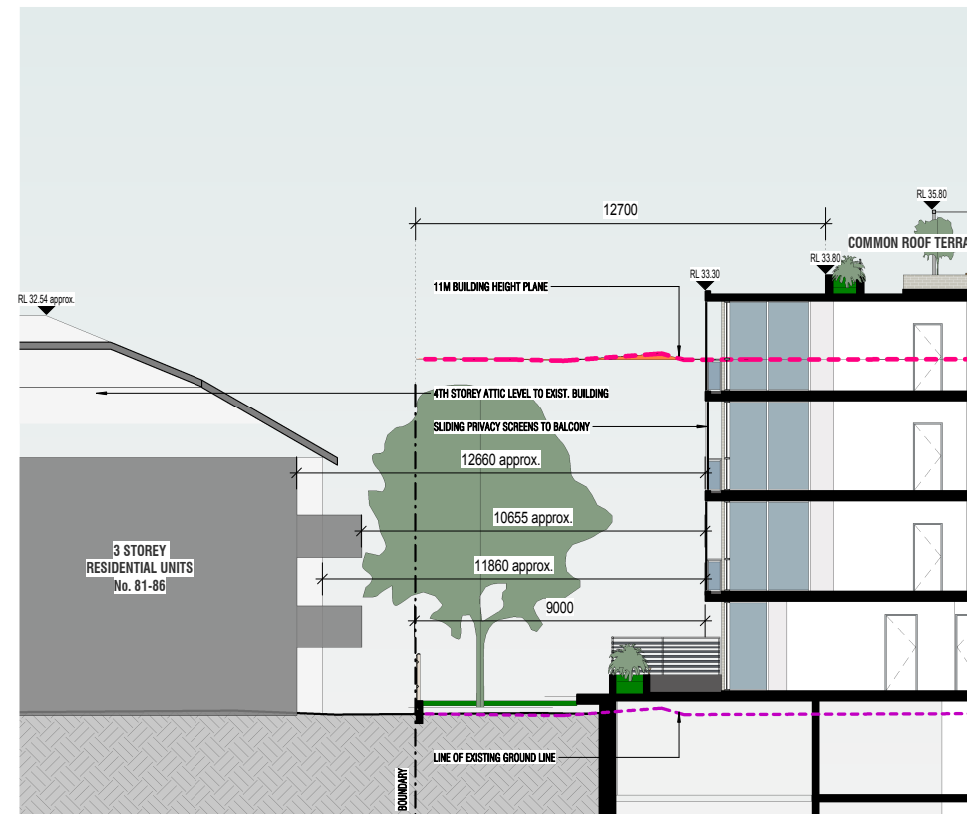 RL 35.80
12700
COMMON ROOF TERRA
RL 33.80
RL 33.30
11M BUILDING HEIGHT PLANE
RL 32.54 approx.
4TH STOREY ATTIC LEVEL TO EXIST. BUILDING
SLIDING PRIVACY SCREENS TO BALCONY
12660 approx.
10655 approx.
3 STOREY
RESIDENTIAL UNITS
No. 81-86
11860 approx.
9000
LINE OF EXISTING GROUND LINE
BOUNDARY